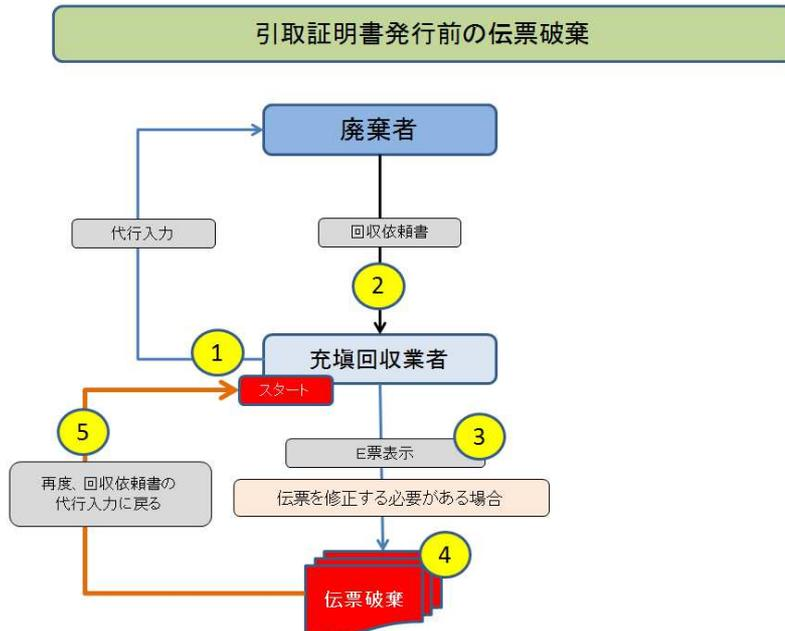 引取証明書発行前の伝票破棄
廃棄者
代行入力
回収依頼書
2
1
充塡回収業者
スタート
5
3
E票表示
再度、回収依頼書の
代行入力に戻る
伝票を修正する必要がある場合
4
伝票破棄